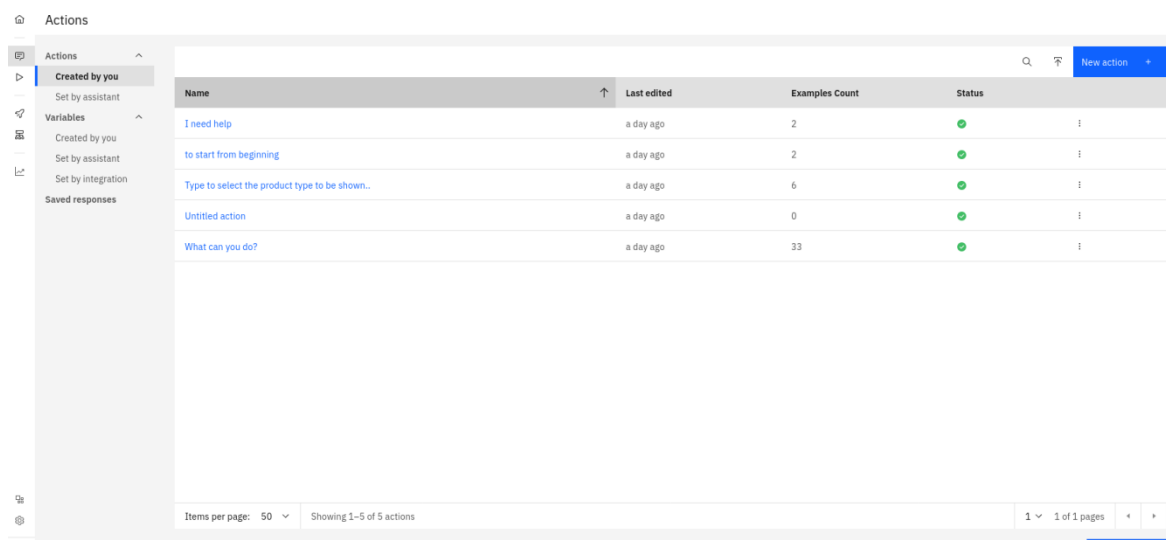 Actions
Actions
Created by you
Set by assistant
Variables
Created by you
Set by assistant
Set by integration
Saved responses
New action +
Name Last edited Examples Count Status
I need help a day ago 2
to start from beginning a day ago 2
Type to select the product type to be shown.. a day ago 6
Untitled action a day ago 0
What can you do? a day ago 33
Items per page: 50 Showing 1–5 of 5 actions 1 1 of 1 pages